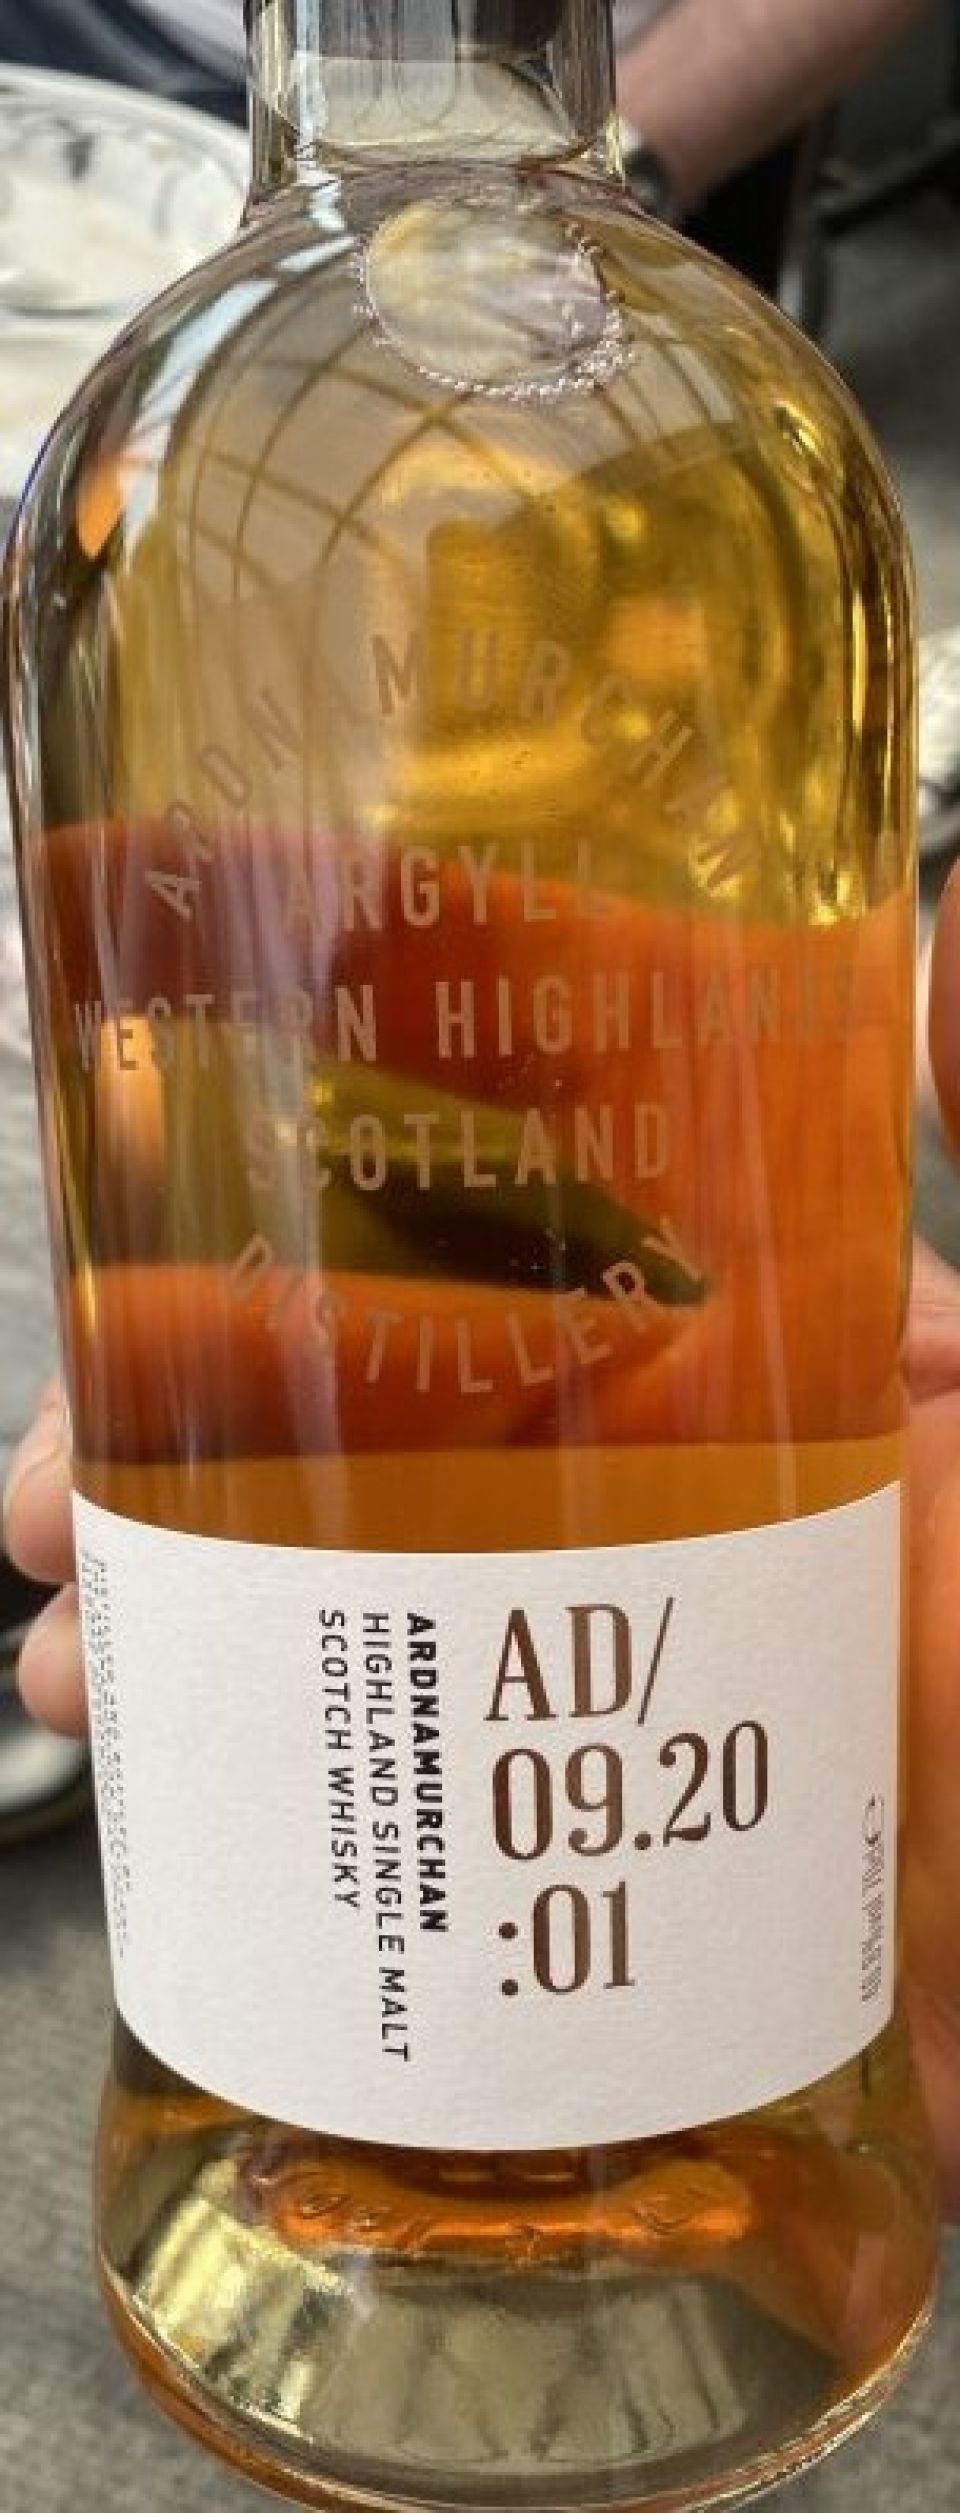 ARDNAMURCHAN
ARGYLL
WESTERN HIGHLANDS
SCOTLAND
DISTILLERY
AD/
09.20
:01
ARDNAMURCHAN
HIGHLAND SINGLE MALT
SCOTCH WHISKY